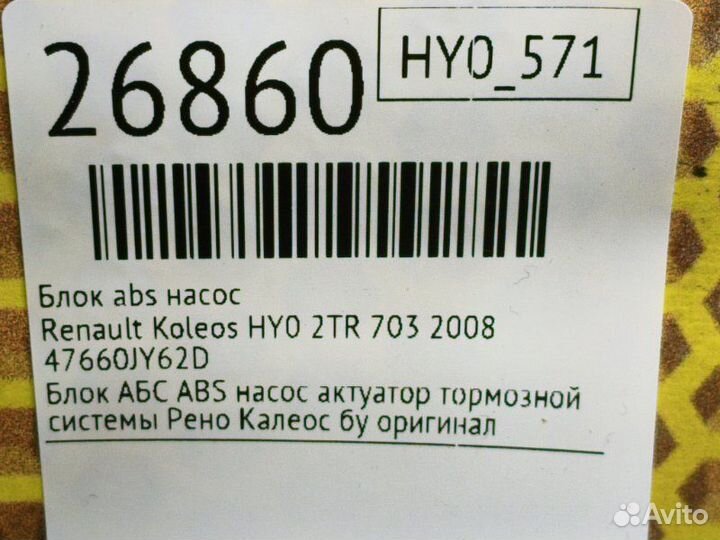 26860
HY0_571
Блок abs насос
Renault Koleos HY0 2TR 703 2008
47660JY62D
Блок АБС ABS насос актуатор тормозной
системы Рено Калеос бу оригинал
Avito